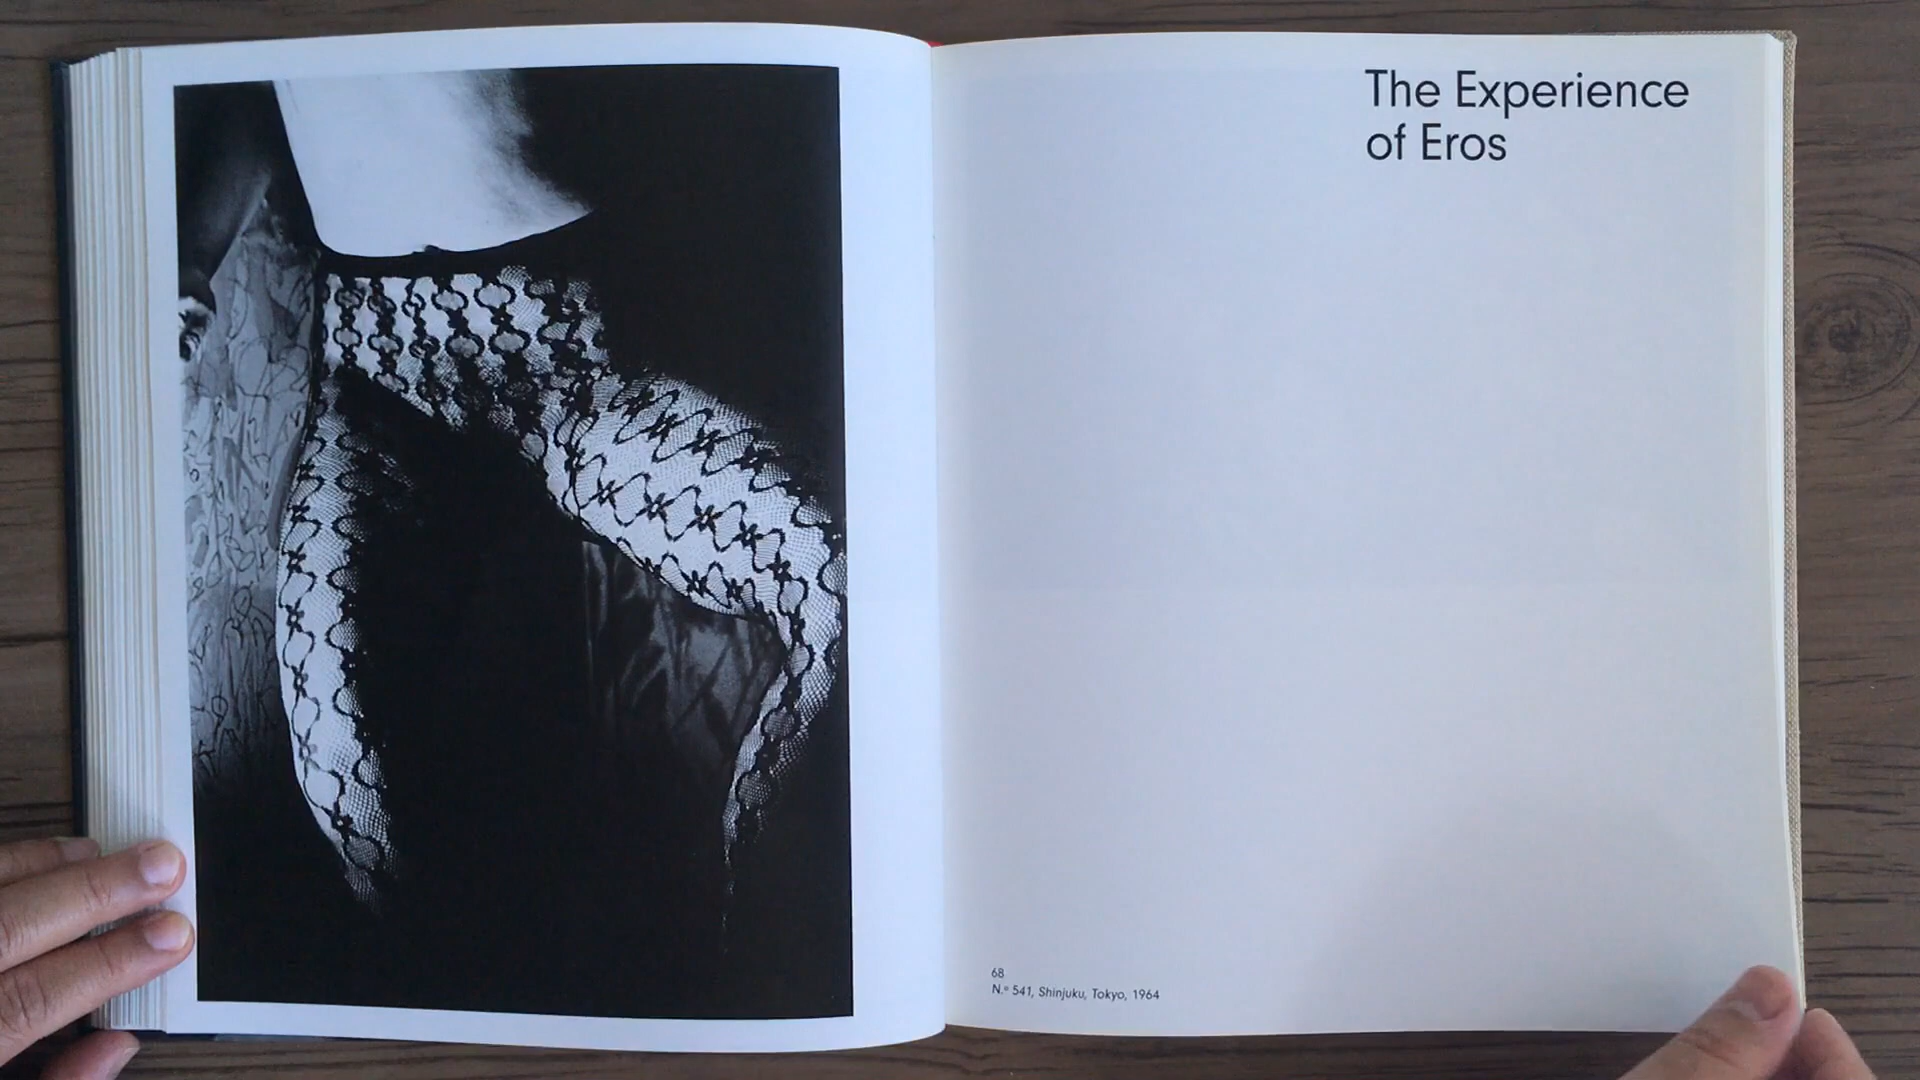 The Experience
of Eros
68
N.º 541, Shinjuku, Tokyo, 1964